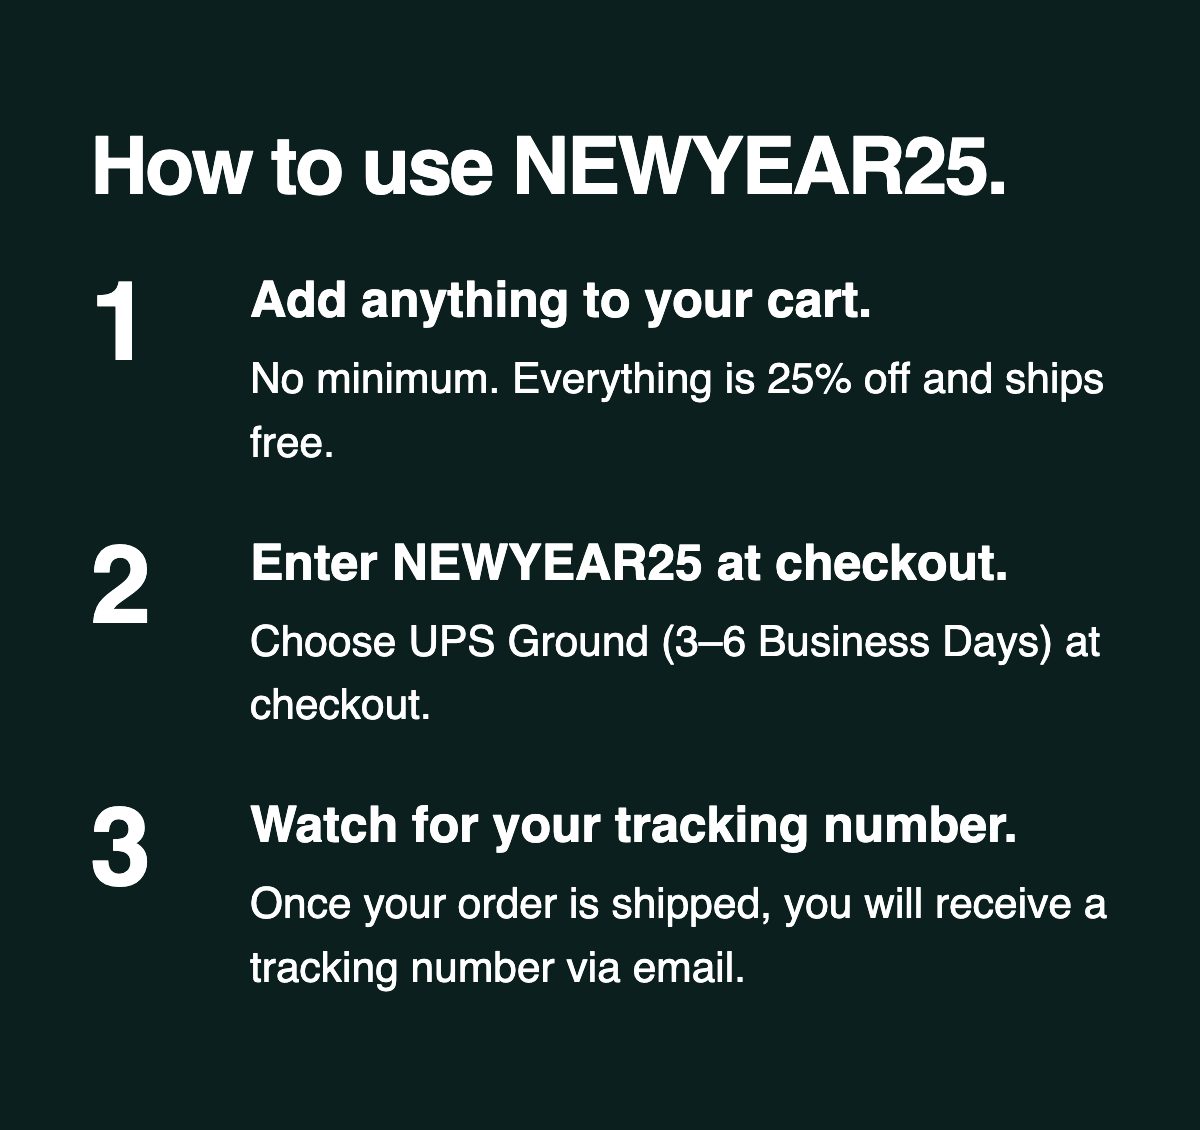 How to use NEWYEAR25.
1
Add anything to your cart.
No minimum. Everything is 25% off and ships
free.
2
Enter NEWYEAR25 at checkout.
Choose UPS Ground (3–6 Business Days) at
checkout.
3
Watch for your tracking number.
Once your order is shipped, you will receive a
tracking number via email.